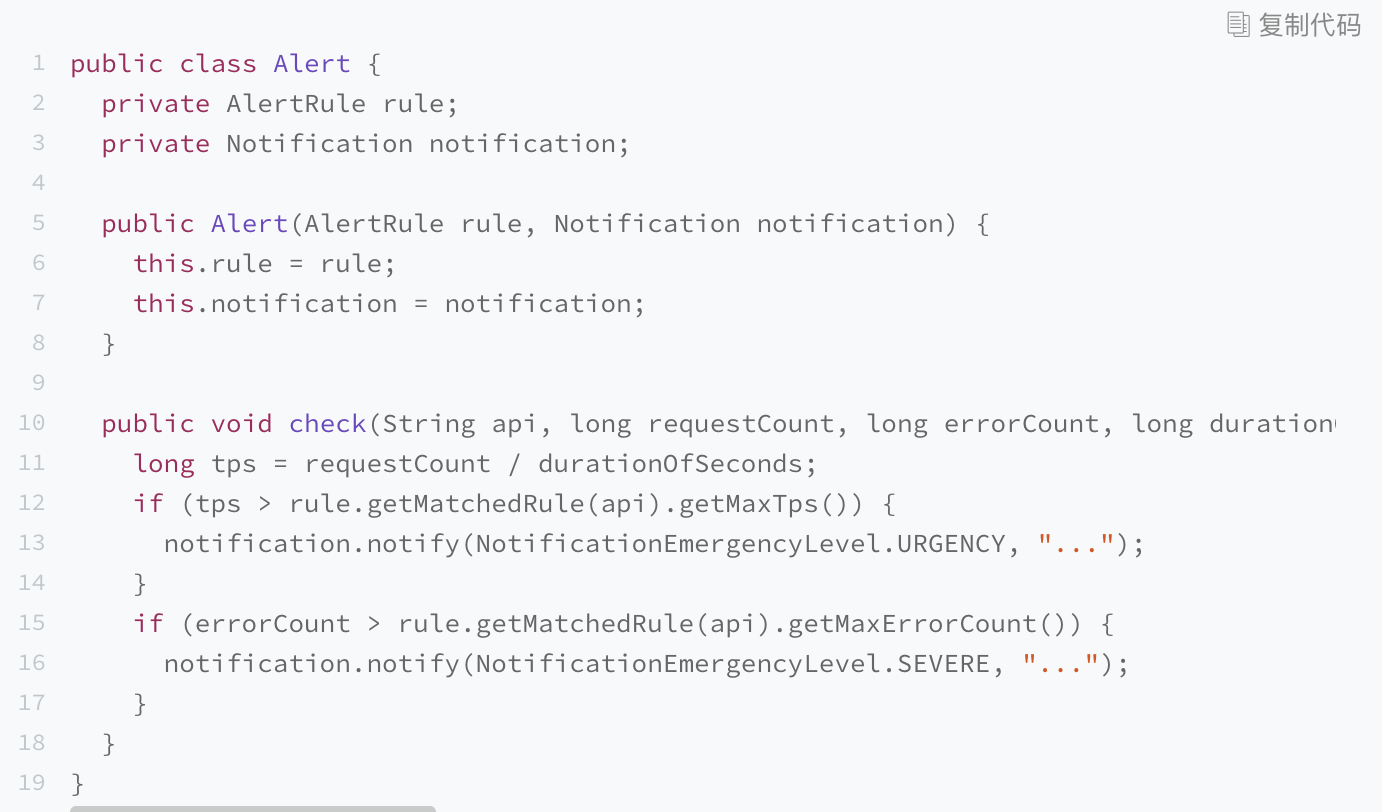 复制代码
1 public class Alert {
2   private AlertRule rule;
3   private Notification notification;
4
5   public Alert(AlertRule rule, Notification notification) {
6     this.rule = rule;
7     this.notification = notification;
8   }
9
10   public void check(String api, long requestCount, long errorCount, long duration
11     long tps = requestCount / durationOfSeconds;
12     if (tps > rule.getMatchedRule(api).getMaxTps()) {
13       notification.notify(NotificationEmergencyLevel.URGENCY, "...");
14     }
15     if (errorCount > rule.getMatchedRule(api).getMaxErrorCount()) {
16       notification.notify(NotificationEmergencyLevel.SEVERE, "...");
17     }
18   }
19 }